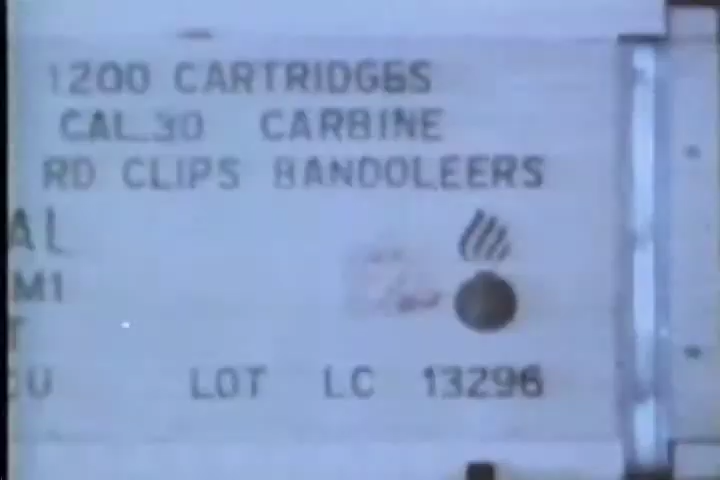 1200 CARTRIDGES
CAL .30 CARBINE
RD CLIPS BANDOLEERS
AL
M1
T
U
LOT LC 13296